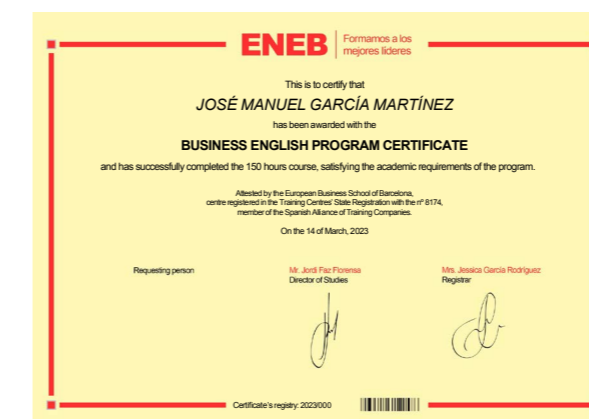 ENEB
Formamos a los
mejores líderes
This is to certify that
JOSÉ MANUEL GARCÍA MARTÍNEZ
has been awarded with the
BUSINESS ENGLISH PROGRAM CERTIFICATE
and has successfully completed the 150 hours course, satisfying the academic requirements of the program.
Attested by the European Business School of Barcelona,
centre registered in the Training Centres' State Registration with the nº 8174,
member of the Spanish Alliance of Training Companies.
On the 14 of March, 2023
Requesting person
Mr. Jordi Faz Florensa
Director of Studies
Mrs. Jessica García Rodríguez
Registrar
Certificate's registry: 2023/000